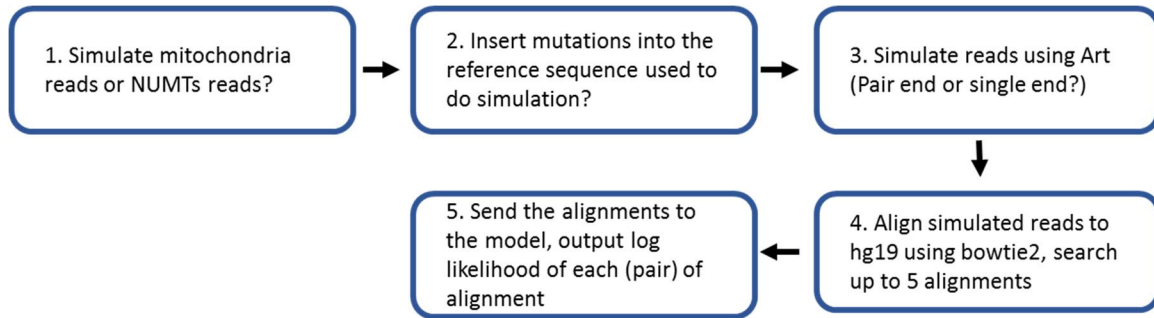 1. Simulate mitochondria
reads or NUMTs reads?
2. Insert mutations into the
reference sequence used to
do simulation?
3. Simulate reads using Art
(Pair end or single end?)
4. Align simulated reads to
hg19 using bowtie2, search
up to 5 alignments
5. Send the alignments to
the model, output log
likelihood of each (pair) of
alignment